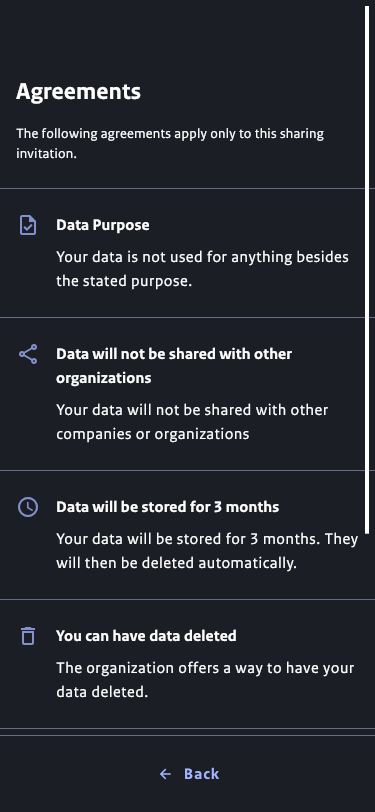 Agreements
The following agreements apply only to this sharing
invitation.
Data Purpose
Your data is not used for anything besides
the stated purpose.
Data will not be shared with other
organizations
Your data will not be shared with other
companies or organizations
Data will be stored for 3 months
Your data will be stored for 3 months. They
will then be deleted automatically.
You can have data deleted
The organization offers a way to have your
data deleted.
Back